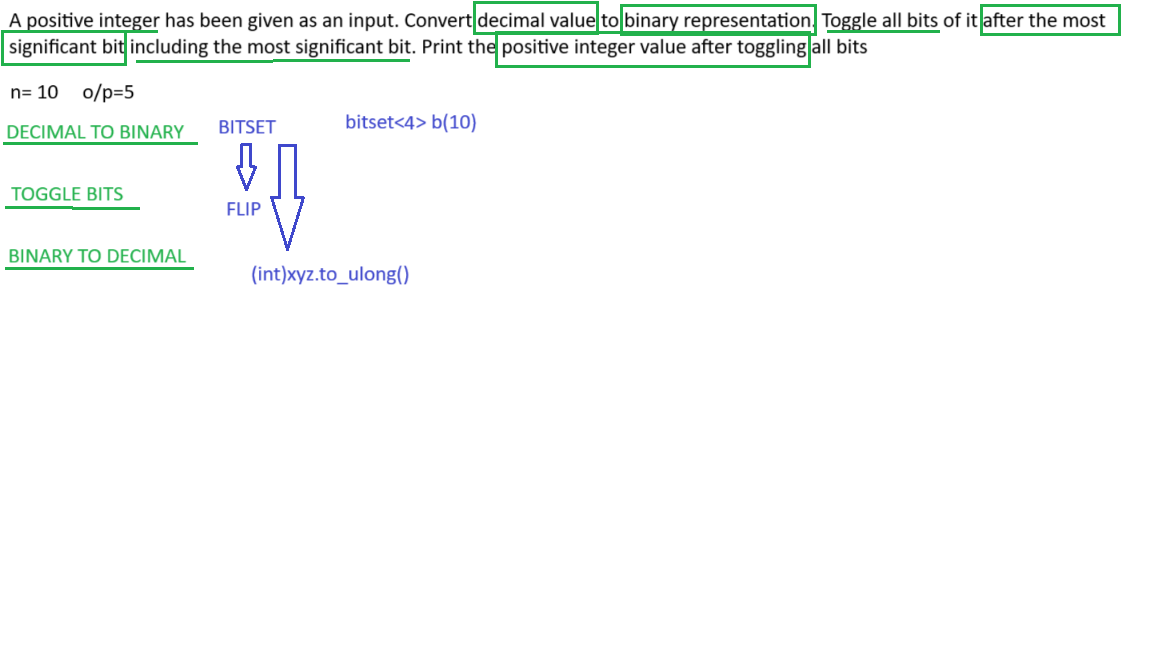 A positive integer has been given as an input. Convert decimal value to binary representation. Toggle all bits of it after the most
significant bit including the most significant bit. Print the positive integer value after toggling all bits
n= 10 o/p=5
DECIMAL TO BINARY BITSET bitset<4> b(10)
TOGGLE BITS
FLIP
BINARY TO DECIMAL
(int)xyz.to_ulong()